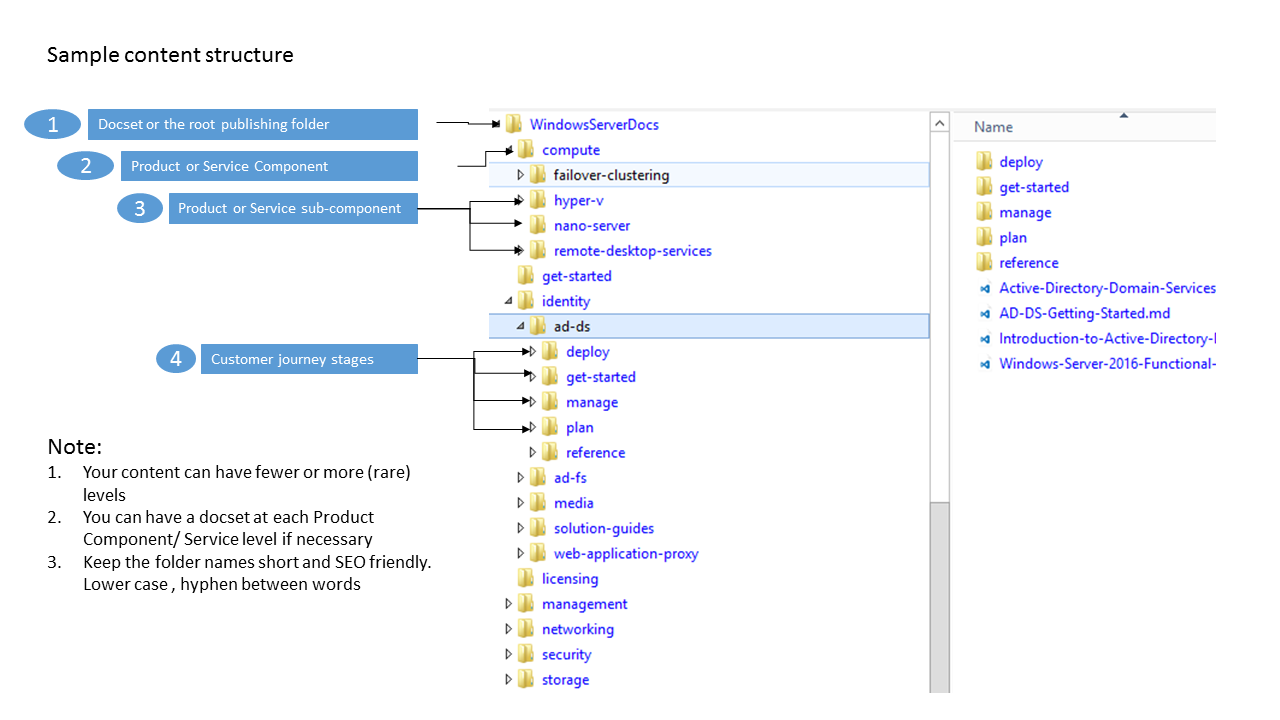 Sample content structure
1 Docset or the root publishing folder
2 Product or Service Component
3 Product or Service sub-component
4 Customer journey stages
Note:
1. Your content can have fewer or more (rare)
levels
2. You can have a docset at each Product
Component/ Service level if necessary
3. Keep the folder names short and SEO friendly.
Lower case , hyphen between words
WindowsServerDocs
compute
failover-clustering
hyper-v
nano-server
remote-desktop-services
get-started
identity
ad-ds
deploy
get-started
manage
plan
reference
ad-fs
media
solution-guides
web-application-proxy
licensing
management
networking
security
storage
Name
deploy
get-started
manage
plan
reference
Active-Directory-Domain-Services
AD-DS-Getting-Started.md
Introduction-to-Active-Directory-
Windows-Server-2016-Functional-